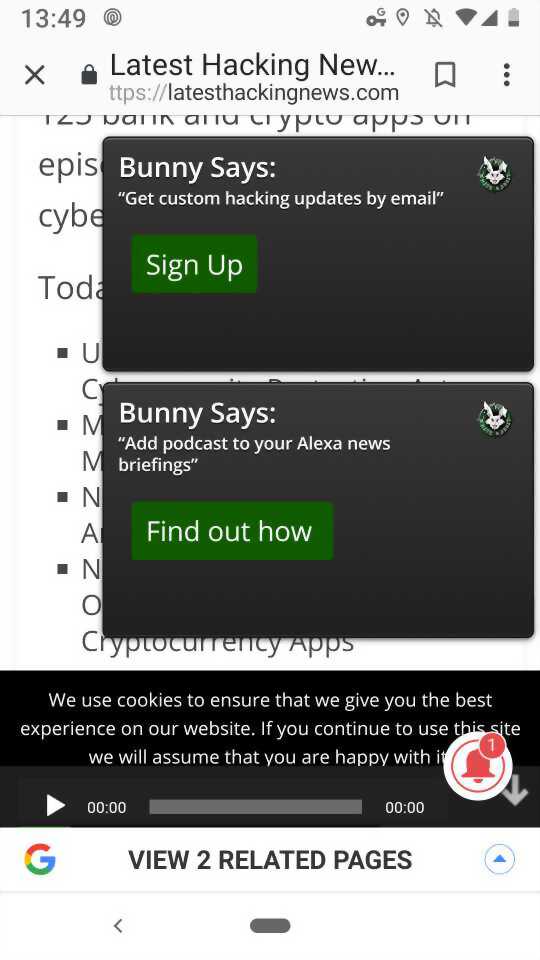 13:49
Latest Hacking New...
ttps://latesthackingnews.com
125 bank and crypto apps on
epis
Bunny Says:
“Get custom hacking updates by email”
cybe
Sign Up
Toda
U
Cy
M
Bunny Says:
“Add podcast to your Alexa news
briefings”
M
N
Find out how
A
N
O
Cryptocurrency Apps
We use cookies to ensure that we give you the best
experience on our website. If you continue to use this site
we will assume that you are happy with it
1
00:00 00:00
VIEW 2 RELATED PAGES